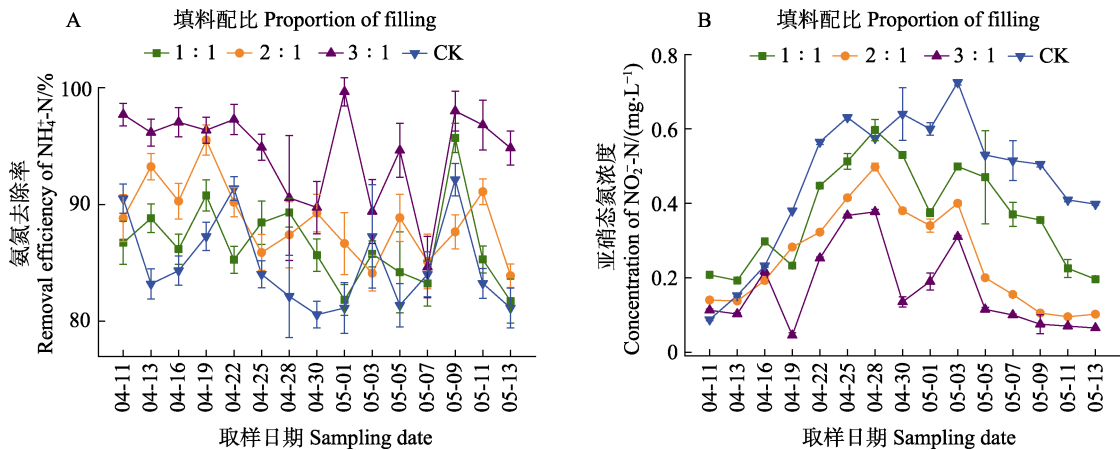 A
填料配比 Proportion of filling
1∶1 2∶1 3∶1 CK
氨氮去除率
Removal efficiency of NH₄⁺-N/%
100
90
80
04-11 04-13 04-16 04-19 04-22 04-25 04-28 04-30 05-01 05-03 05-05 05-07 05-09 05-11 05-13
取样日期 Sampling date
B
填料配比 Proportion of filling
1∶1 2∶1 3∶1 CK
亚硝态氮浓度
Concentration of NO₂⁻-N/(mg·L⁻¹)
0.8
0.6
0.4
0.2
0
04-11 04-13 04-16 04-19 04-22 04-25 04-28 04-30 05-01 05-03 05-05 05-07 05-09 05-11 05-13
取样日期 Sampling date